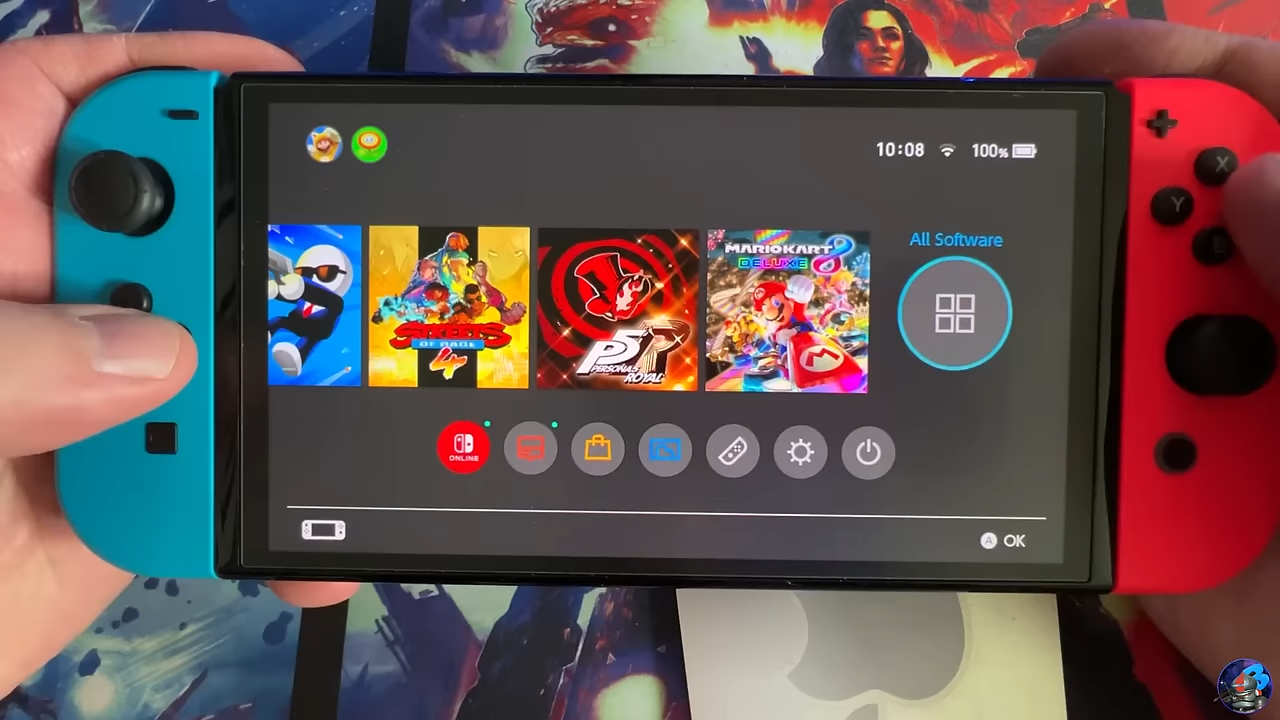 10:08 100%
All Software
STREETS
OF RAGE
4
P5R
PERSONA5
ROYAL
MARIOKART 8
DELUXE
M
X
Y
B
ONLINE
A OK